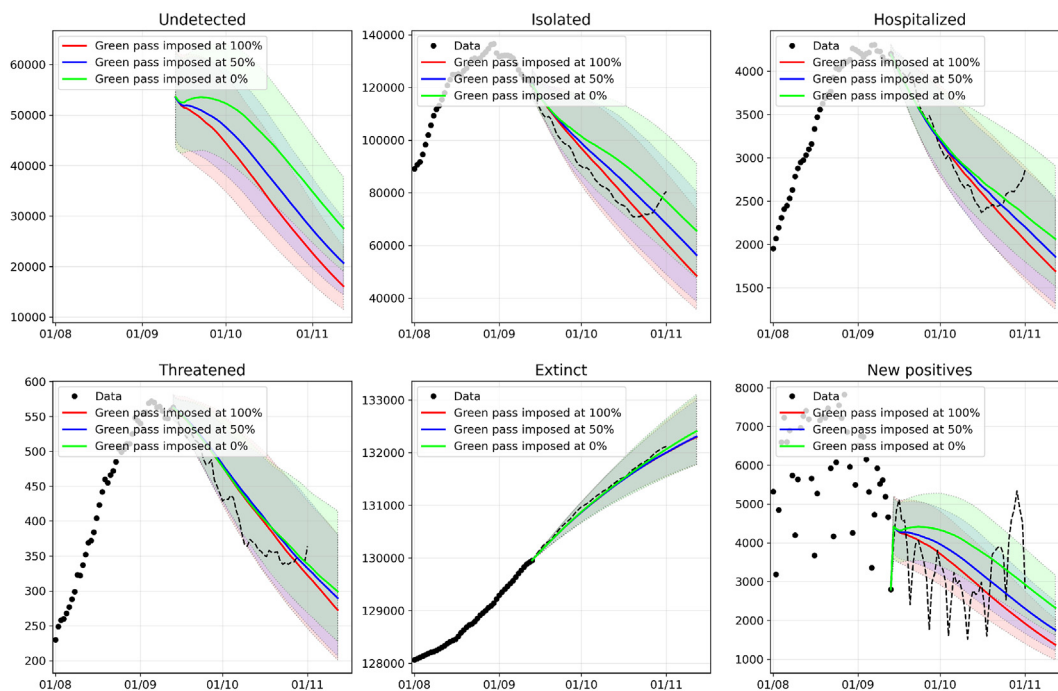 Undetected
60000
50000
40000
30000
20000
10000
01/08
01/09
01/10
01/11
Green pass imposed at 100%
Green pass imposed at 50%
Green pass imposed at 0%
Isolated
140000
120000
100000
80000
60000
40000
01/08
01/09
01/10
01/11
Data
Green pass imposed at 100%
Green pass imposed at 50%
Green pass imposed at 0%
Hospitalized
4000
3500
3000
2500
2000
1500
01/08
01/09
01/10
01/11
Data
Green pass imposed at 100%
Green pass imposed at 50%
Green pass imposed at 0%
Threatened
600
550
500
450
400
350
300
250
200
01/08
01/09
01/10
01/11
Data
Green pass imposed at 100%
Green pass imposed at 50%
Green pass imposed at 0%
Extinct
133000
132000
131000
130000
129000
128000
01/08
01/09
01/10
01/11
Data
Green pass imposed at 100%
Green pass imposed at 50%
Green pass imposed at 0%
New positives
8000
7000
6000
5000
4000
3000
2000
1000
01/08
01/09
01/10
01/11
Data
Green pass imposed at 100%
Green pass imposed at 50%
Green pass imposed at 0%